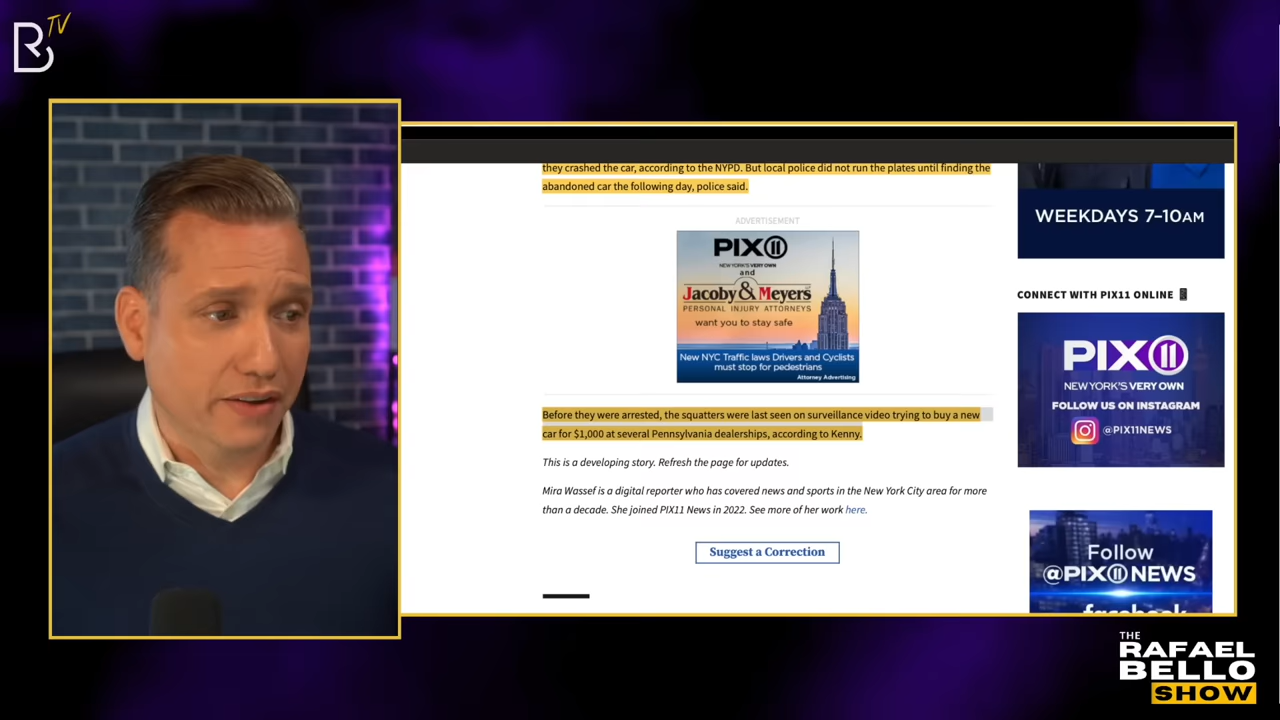 TV
RB
they crashed the car, according to the NYPD. But local police did not run the plates until finding the
abandoned car the following day, police said.
ADVERTISEMENT
PIX11
NEW YORK'S VERY OWN
and
Jacoby & Meyers
PERSONAL INJURY ATTORNEYS
want you to stay safe
New NYC Traffic laws Drivers and Cyclists
must stop for pedestrians
Attorney Advertising
Before they were arrested, the squatters were last seen on surveillance video trying to buy a new
car for $1,000 at several Pennsylvania dealerships, according to Kenny.
This is a developing story. Refresh the page for updates.
Mira Wassef is a digital reporter who has covered news and sports in the New York City area for more
than a decade. She joined PIX11 News in 2022. See more of her work here.
Suggest a Correction
WEEKDAYS 7–10AM
CONNECT WITH PIX11 ONLINE
PIX11
NEW YORK'S VERY OWN
FOLLOW US ON INSTAGRAM
@PIX11NEWS
Follow
@PIX11NEWS
facebook
THE
RAFAEL
BELLO
SHOW